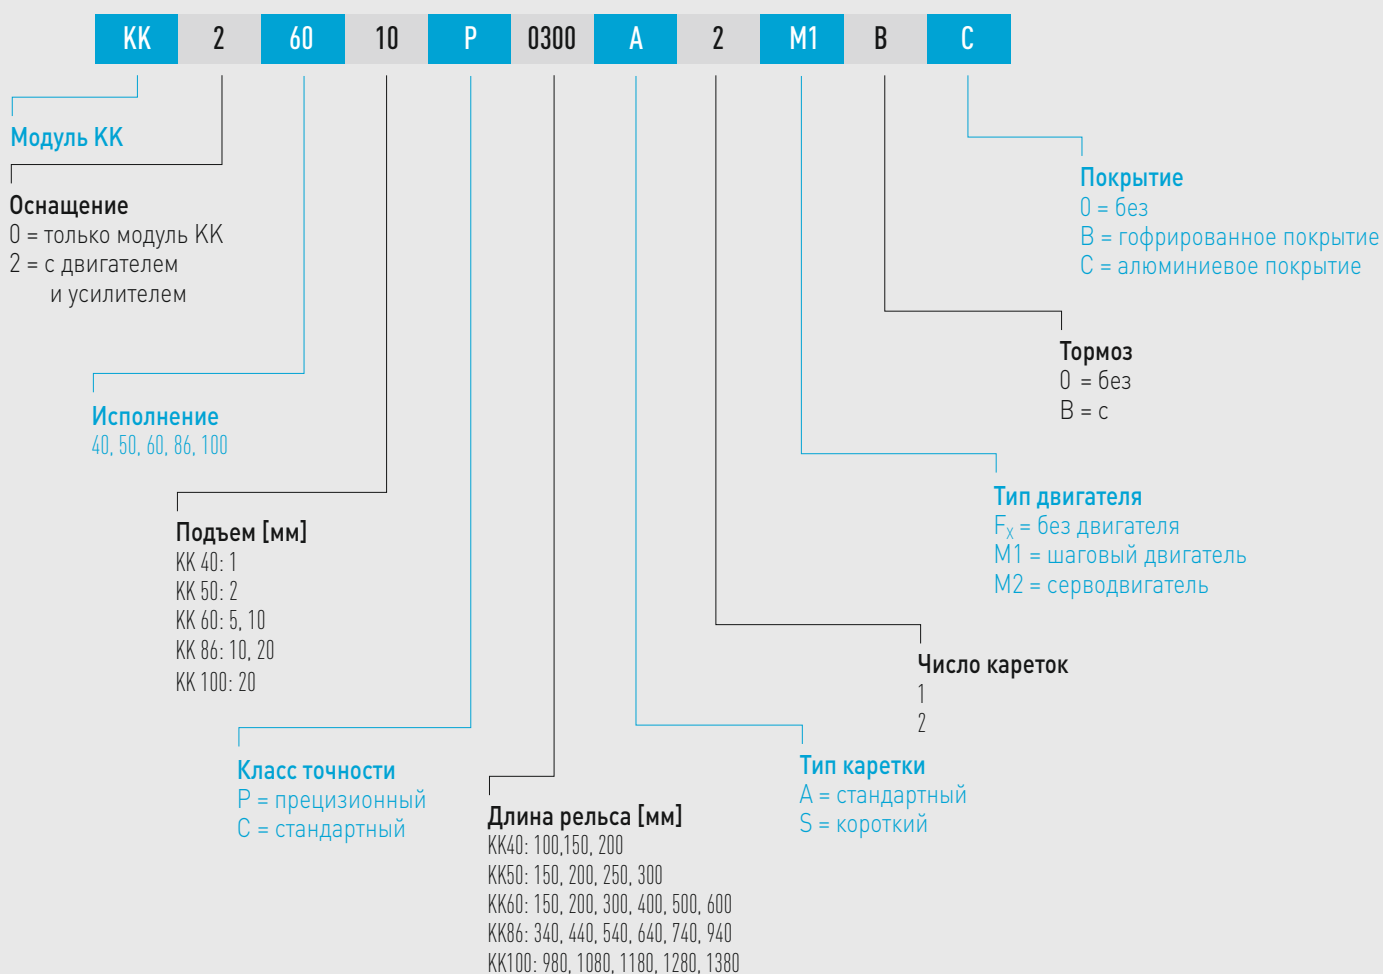 KK 2 60 10 P 0300 A 2 M1 B C
Модуль KK
Оснащение
0 = только модуль КК
2 = с двигателем
и усилителем
Исполнение
40, 50, 60, 86, 100
Подъем [мм]
KK 40: 1
KK 50: 2
KK 60: 5, 10
KK 86: 10, 20
KK 100: 20
Класс точности
P = прецизионный
C = стандартный
Длина рельса [мм]
KK40: 100,150, 200
KK50: 150, 200, 250, 300
KK60: 150, 200, 300, 400, 500, 600
KK86: 340, 440, 540, 640, 740, 940
KK100: 980, 1080, 1180, 1280, 1380
Тип каретки
A = стандартный
S = короткий
Число кареток
1
2
Тип двигателя
Fx = без двигателя
M1 = шаговый двигатель
M2 = серводвигатель
Тормоз
0 = без
B = с
Покрытие
0 = без
B = гофрированное покрытие
C = алюминиевое покрытие